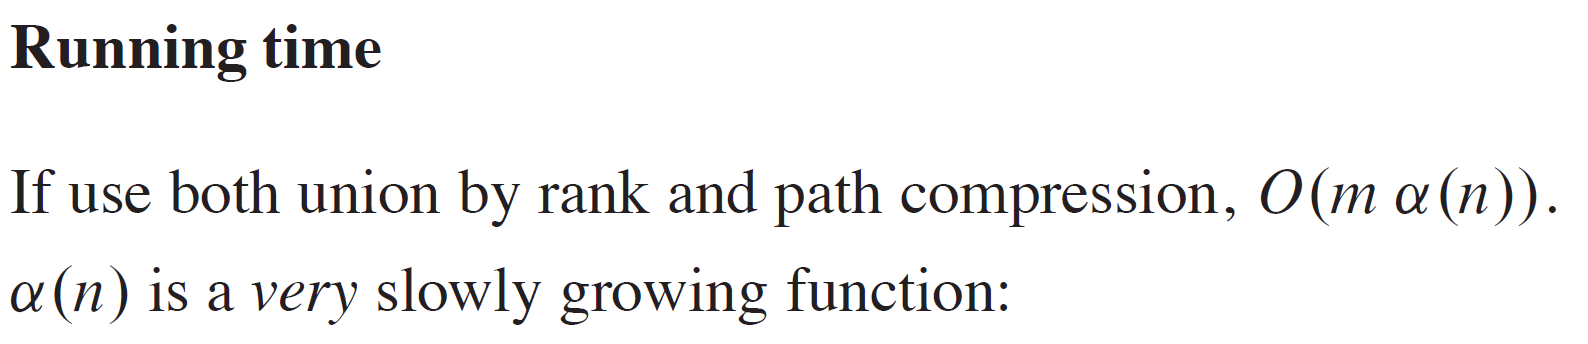 Running time
If use both union by rank and path compression, O(m α(n)).
α(n) is a very slowly growing function: